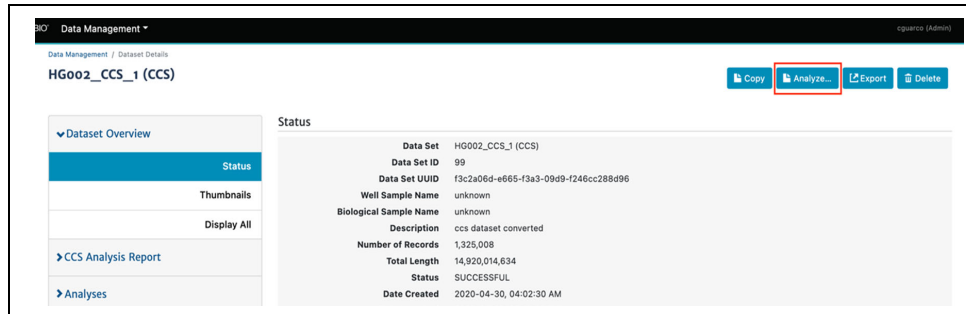 BIO Data Management
cguarco (Admin)
Data Management / Dataset Details
HG002_CCS_1 (CCS)
Copy Analyze... Export Delete
Dataset Overview
Status
Thumbnails
Display All
CCS Analysis Report
Analyses
Status
Data Set HG002_CCS_1 (CCS)
Data Set ID 99
Data Set UUID f3c2a06d-e665-f3a3-09d9-f246cc288d96
Well Sample Name unknown
Biological Sample Name unknown
Description ccs dataset converted
Number of Records 1,325,008
Total Length 14,920,014,634
Status SUCCESSFUL
Date Created 2020-04-30, 04:02:30 AM